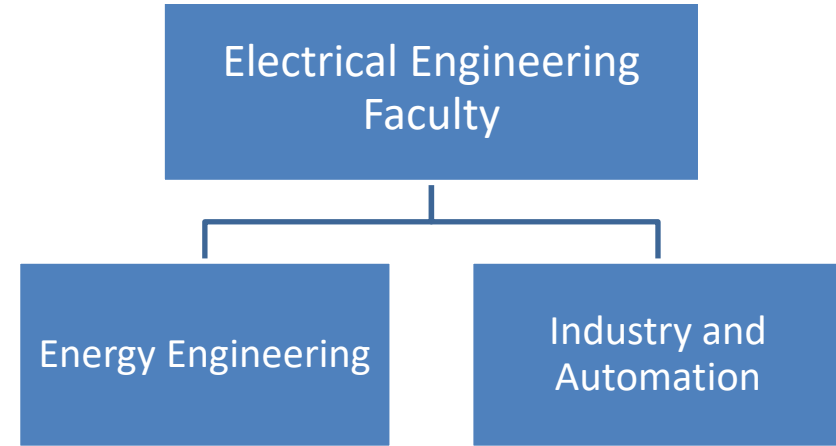 Electrical Engineering
Faculty
Energy Engineering
Industry and
Automation